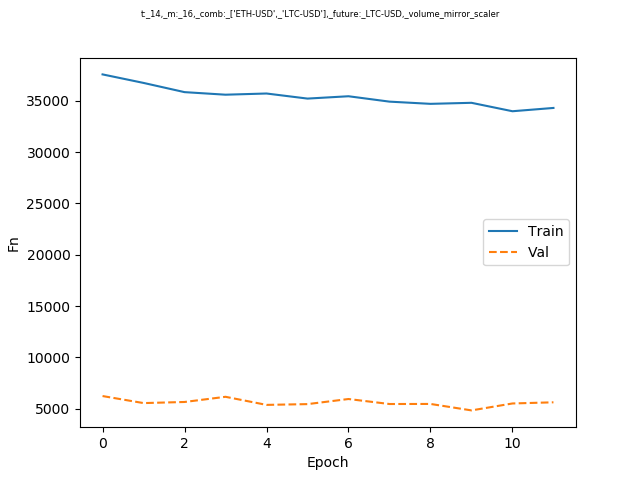 t:_14,_m:_16,_comb:_['ETH-USD',_'LTC-USD'],_future:_LTC-USD,_volume_mirror_scaler
35000
30000
25000
20000
15000
10000
5000
Fn
Train
Val
0 2 4 6 8 10
Epoch